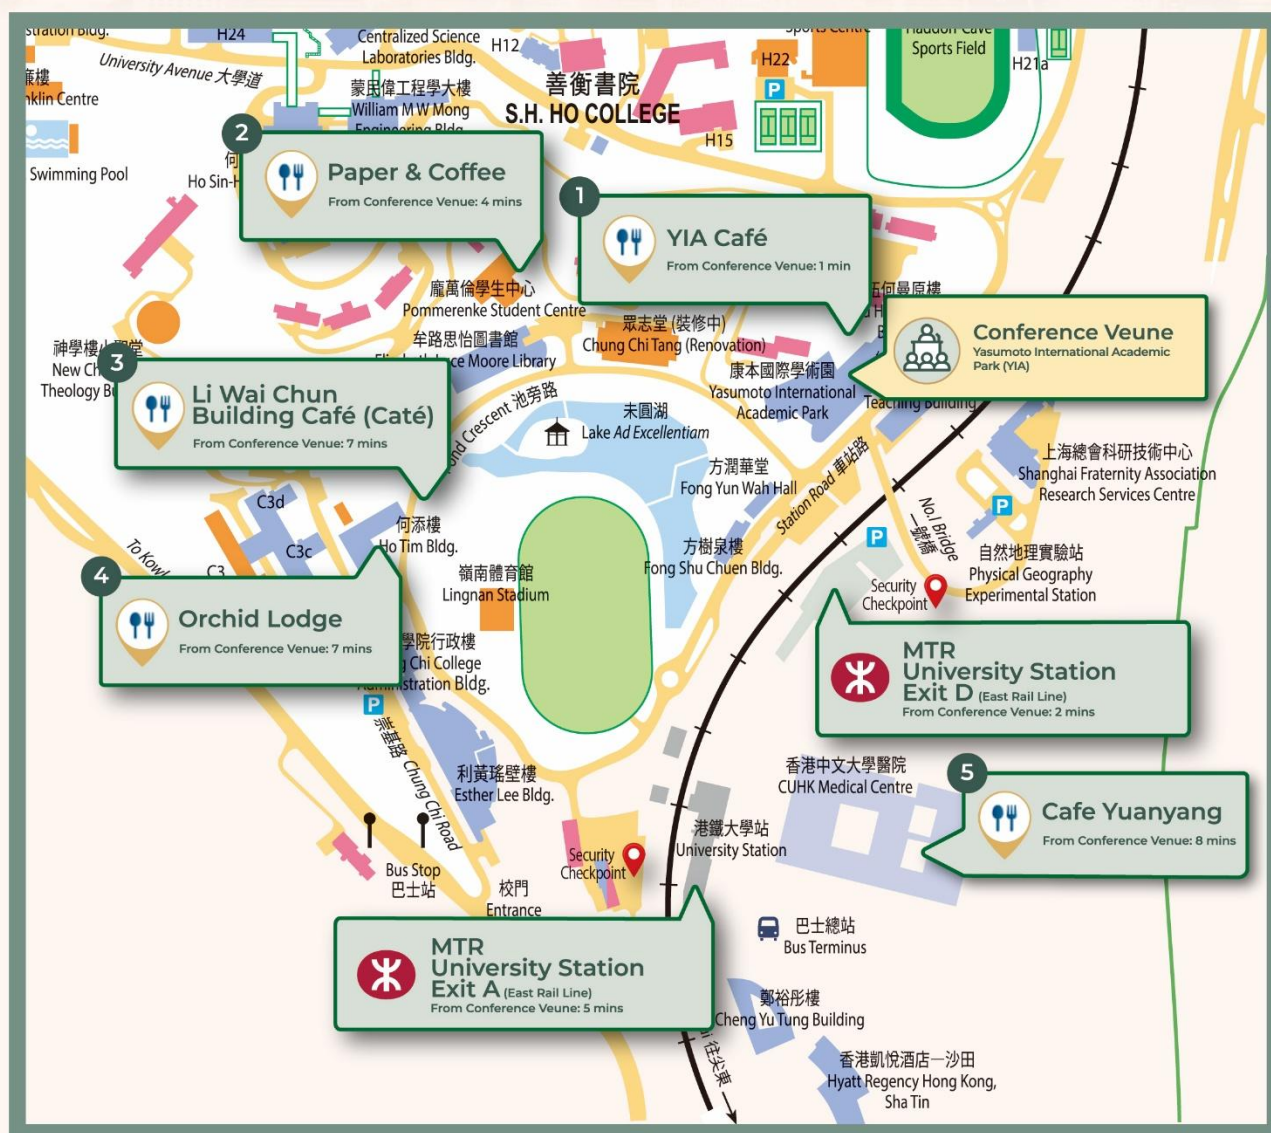 H24
Centralized Science
Laboratories Bldg.
H12
善衡書院
S.H. HO COLLEGE
H22
P
H15
Sports Field
H21a
University Avenue 大學道
蒙民偉工程學大樓
William M W Mong
Swimming Pool
2
Paper & Coffee
From Conference Venue: 4 mins
1
YIA Café
From Conference Venue: 1 min
龐萬倫學生中心
Pommerenke Student Centre
牟路思怡圖書館
Moore Library
眾志堂 (裝修中)
Chung Chi Tang (Renovation)
康本國際學術園
Yasumoto International
Academic Park
Conference Veune
Yasumoto International Academic
Park (YIA)
Teaching Building
3
Li Wai Chun
Building Café (Caté)
From Conference Venue: 7 mins
Crescent 池旁路
未圓湖
Lake Ad Excellentiam
方潤華堂
Fong Yun Wah Hall
Station Road 車站路
上海總會科研技術中心
Shanghai Fraternity Association
Research Services Centre
P
C3d
C3c
C3
何添樓
Ho Tim Bldg.
方樹泉樓
Fong Shu Chuen Bldg.
No.1 Bridge
一號橋
P
自然地理實驗站
Physical Geography
Experimental Station
Security
Checkpoint
嶺南體育館
Lingnan Stadium
4
Orchid Lodge
From Conference Venue: 7 mins
學院行政樓
Chi College
Bldg.
P
崇基路 Chung Chi Road
MTR
University Station
Exit D (East Rail Line)
From Conference Venue: 2 mins
利黃瑤璧樓
Esther Lee Bldg.
香港中文大學醫院
CUHK Medical Centre
5
Cafe Yuanyang
From Conference Venue: 8 mins
港鐵大學站
University Station
Security
Checkpoint
Bus Stop
巴士站
校門
Entrance
MTR
University Station
Exit A (East Rail Line)
From Conference Veune: 5 mins
巴士總站
Bus Terminus
鄭裕彤樓
Cheng Yu Tung Building
往尖東
香港凱悅酒店—沙田
Hyatt Regency Hong Kong,
Sha Tin